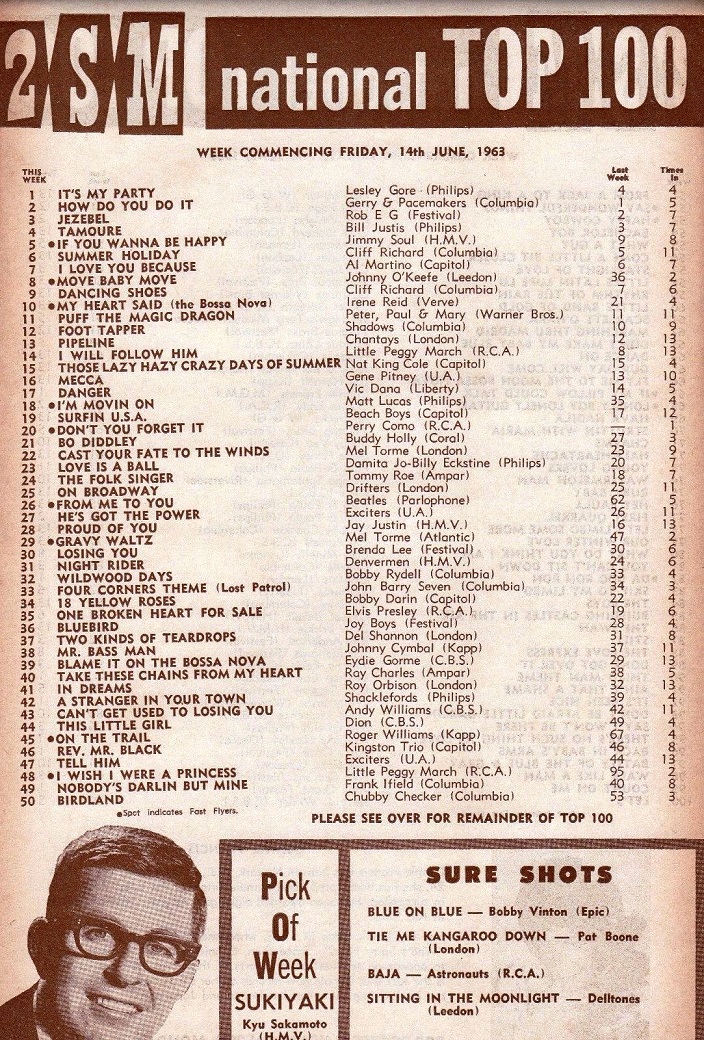 2 S M national TOP 100
WEEK COMMENCING FRIDAY, 14th JUNE, 1963
THIS WEEK Last Week Times In
1 IT'S MY PARTY Lesley Gore (Philips) 4 4
2 HOW DO YOU DO IT Gerry & Pacemakers (Columbia) 1 5
3 JEZEBEL Rob E G (Festival) 2 7
4 TAMOURE Bill Justis (Philips) 3 7
5 ●IF YOU WANNA BE HAPPY Jimmy Soul (H.M.V.) 9 8
6 SUMMER HOLIDAY Cliff Richard (Columbia) 5 11
7 I LOVE YOU BECAUSE Al Martino (Capitol) 6 7
8 ●MOVE BABY MOVE Johnny O'Keefe (Leedon) 36 2
9 DANCING SHOES Cliff Richard (Columbia) 7 6
10 ●MY HEART SAID (the Bossa Nova) Irene Reid (Verve) 21 4
11 PUFF THE MAGIC DRAGON Peter, Paul & Mary (Warner Bros.) 11 11
12 FOOT TAPPER Shadows (Columbia) 10 9
13 PIPELINE Chantays (London) 12 13
14 I WILL FOLLOW HIM Little Peggy March (R.C.A.) 8 13
15 THOSE LAZY HAZY CRAZY DAYS OF SUMMER Nat King Cole (Capitol) 15 4
16 MECCA Gene Pitney (U.A.) 13 10
17 DANGER Vic Dana (Liberty) 14 5
18 ●I'M MOVIN ON Matt Lucas (Philips) 35 4
19 SURFIN U.S.A. Beach Boys (Capitol) 17 12
20 ●DON'T YOU FORGET IT Perry Como (R.C.A.) — 1
21 BO DIDDLEY Buddy Holly (Coral) 27 3
22 CAST YOUR FATE TO THE WINDS Mel Torme (London) 23 9
23 LOVE IS A BALL Damita Jo-Billy Eckstine (Philips) 20 7
24 THE FOLK SINGER Tommy Roe (Ampar) 18 7
25 ON BROADWAY Drifters (London) 25 11
26 ●FROM ME TO YOU Beatles (Parlophone) 62 5
27 HE'S GOT THE POWER Exciters (U.A.) 26 11
28 PROUD OF YOU Jay Justin (H.M.V.) 16 13
29 ●GRAVY WALTZ Mel Torme (Atlantic) 47 2
30 LOSING YOU Brenda Lee (Festival) 30 6
31 NIGHT RIDER Denvermen (H.M.V.) 24 6
32 WILDWOOD DAYS Bobby Rydell (Columbia) 33 4
33 FOUR CORNERS THEME (Lost Patrol) John Barry Seven (Columbia) 34 3
34 18 YELLOW ROSES Bobby Darin (Capitol) 22 4
35 ONE BROKEN HEART FOR SALE Elvis Presley (R.C.A.) 19 6
36 BLUEBIRD Joy Boys (Festival) 28 4
37 TWO KINDS OF TEARDROPS Del Shannon (London) 31 8
38 MR. BASS MAN Johnny Cymbal (Kapp) 37 11
39 BLAME IT ON THE BOSSA NOVA Eydie Gorme (C.B.S.) 29 13
40 TAKE THESE CHAINS FROM MY HEART Ray Charles (Ampar) 38 5
41 IN DREAMS Roy Orbison (London) 32 13
42 A STRANGER IN YOUR TOWN Shacklefords (Philips) 39 4
43 CAN'T GET USED TO LOSING YOU Andy Williams (C.B.S.) 42 11
44 THIS LITTLE GIRL Dion (C.B.S.) 49 4
45 ●ON THE TRAIL Roger Williams (Kapp) 67 4
46 REV. MR. BLACK Kingston Trio (Capitol) 46 8
47 TELL HIM Exciters (U.A.) 44 13
48 ●I WISH I WERE A PRINCESS Little Peggy March (R.C.A.) 95 2
49 NOBODY'S DARLIN BUT MINE Frank Ifield (Columbia) 40 8
50 BIRDLAND Chubby Checker (Columbia) 53 3
●Spot indicates Fast Flyers.
PLEASE SEE OVER FOR REMAINDER OF TOP 100
Pick
Of
Week
SUKIYAKI
Kyu Sakamoto
(H.M.V.)
SURE SHOTS
BLUE ON BLUE — Bobby Vinton (Epic)
TIE ME KANGAROO DOWN — Pat Boone
(London)
BAJA — Astronauts (R.C.A.)
SITTING IN THE MOONLIGHT — Delltones
(Leedon)